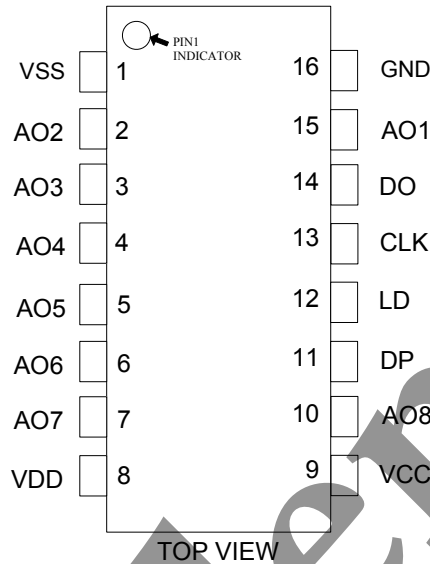 PIN1
INDICATOR
VSS 1 16 GND
AO2 2 15 AO1
AO3 3 14 DO
AO4 4 13 CLK
AO5 5 12 LD
AO6 6 11 DP
AO7 7 10 AO8
VDD 8 9 VCC
TOP VIEW